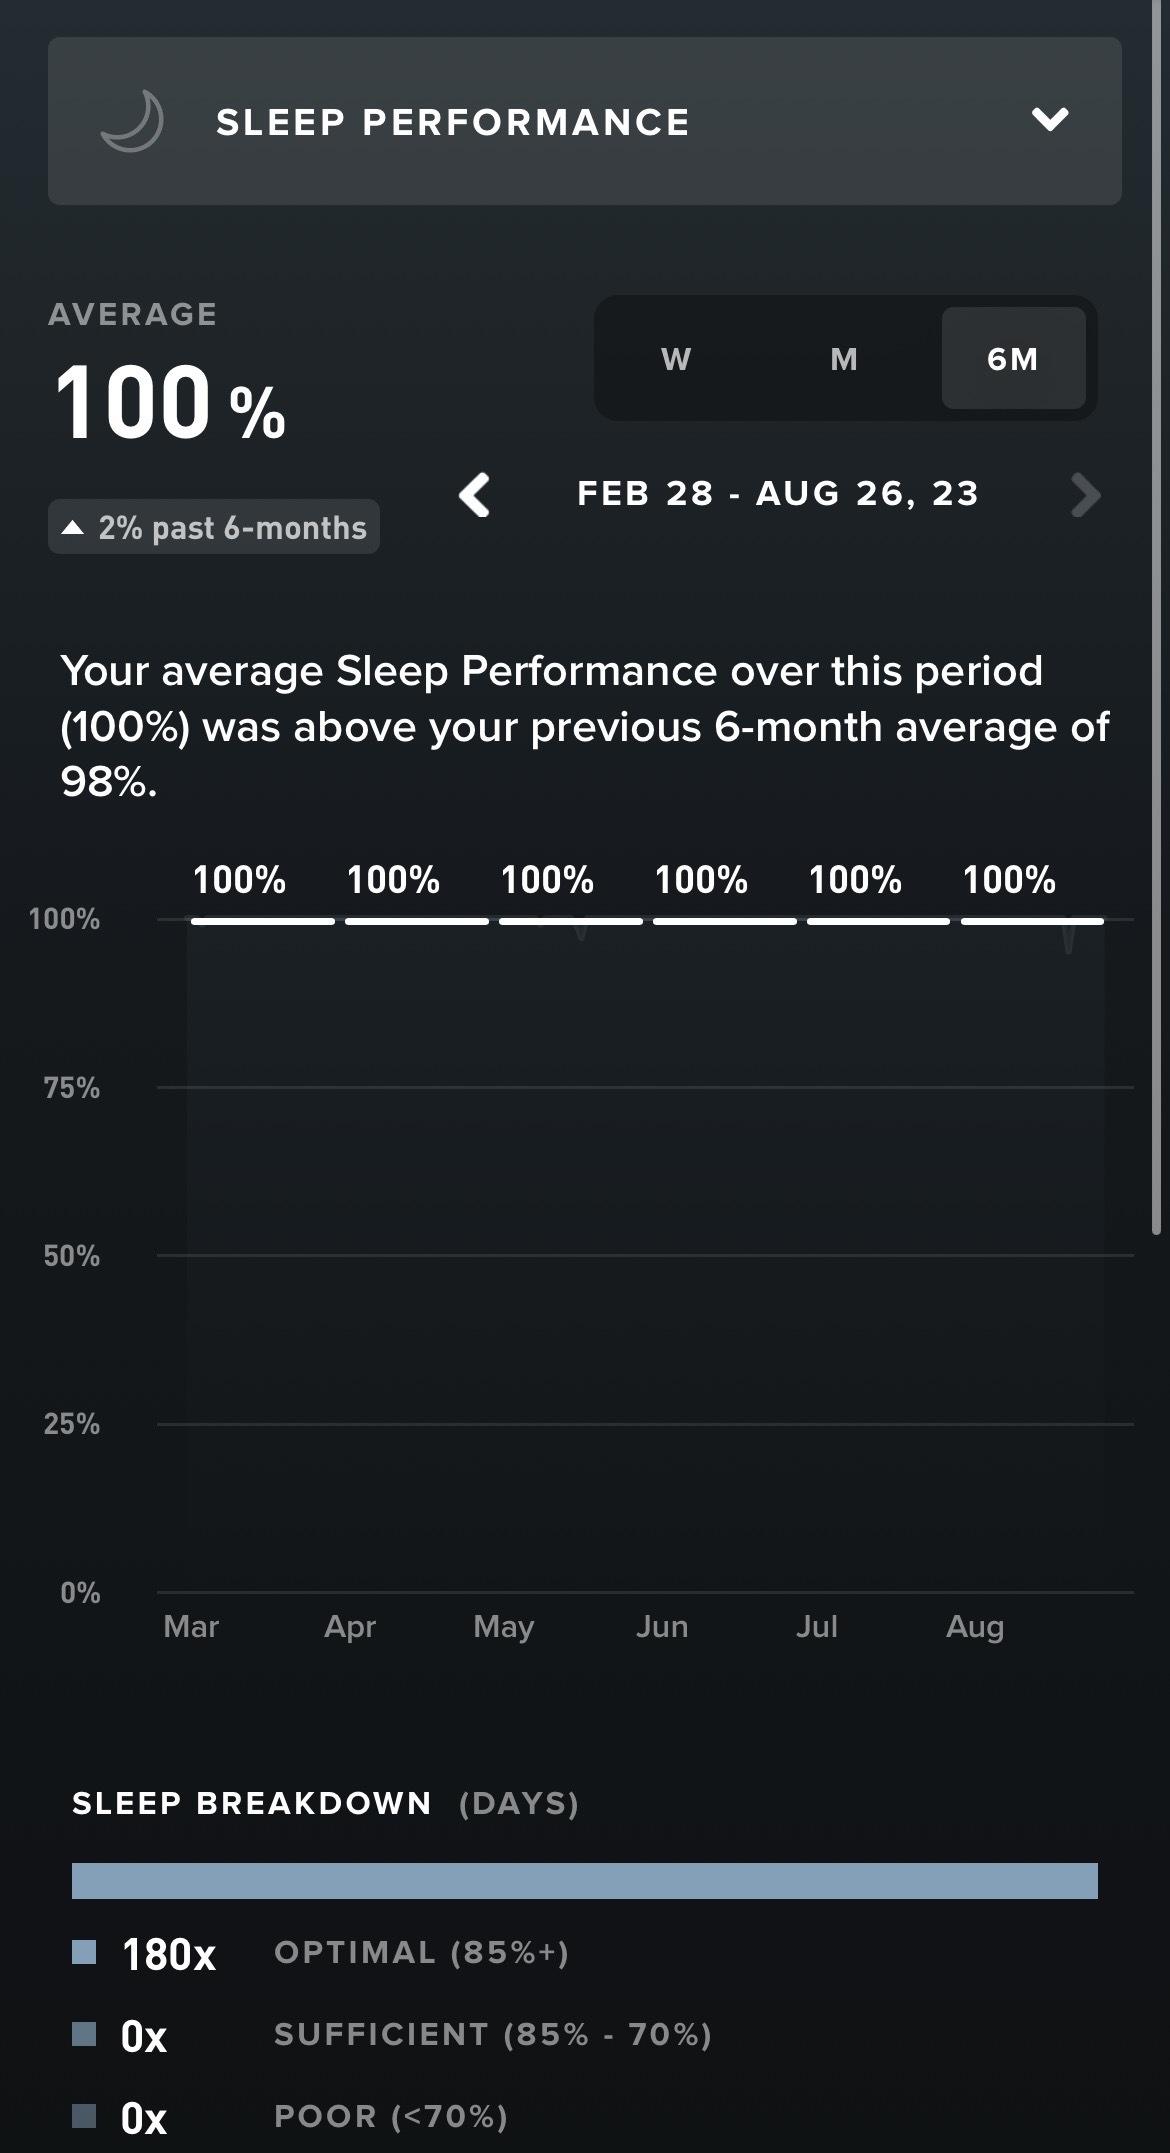 SLEEP PERFORMANCE
AVERAGE
100 %
W M 6M
2% past 6-months
FEB 28 - AUG 26, 23
Your average Sleep Performance over this period
(100%) was above your previous 6-month average of
98%.
100% 100% 100% 100% 100% 100%
100%
75%
50%
25%
0%
Mar Apr May Jun Jul Aug
SLEEP BREAKDOWN (DAYS)
180x OPTIMAL (85%+)
0x SUFFICIENT (85% - 70%)
0x POOR (<70%)